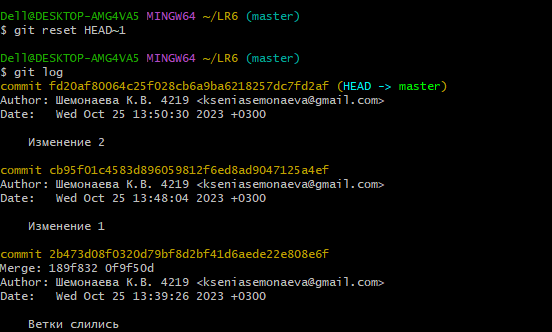 Dell@DESKTOP-AMG4VA5 MINGW64 ~/LR6 (master)
$ git reset HEAD~1
Dell@DESKTOP-AMG4VA5 MINGW64 ~/LR6 (master)
$ git log
commit fd20af80064c25f028cb6a9ba6218257dc7fd2af (HEAD -> master)
Author: Шемонаева К.В. 4219 <kseniasemonaeva@gmail.com>
Date:   Wed Oct 25 13:50:30 2023 +0300
Изменение 2
commit cb95f01c4583d896059812f6ed8ad9047125a4ef
Author: Шемонаева К.В. 4219 <kseniasemonaeva@gmail.com>
Date:   Wed Oct 25 13:48:04 2023 +0300
Изменение 1
commit 2b473d08f0320d79bf8d2bf41d6aede22e808e6f
Merge: 189f832 0f9f50d
Author: Шемонаева К.В. 4219 <kseniasemonaeva@gmail.com>
Date:   Wed Oct 25 13:39:26 2023 +0300
Ветки слились